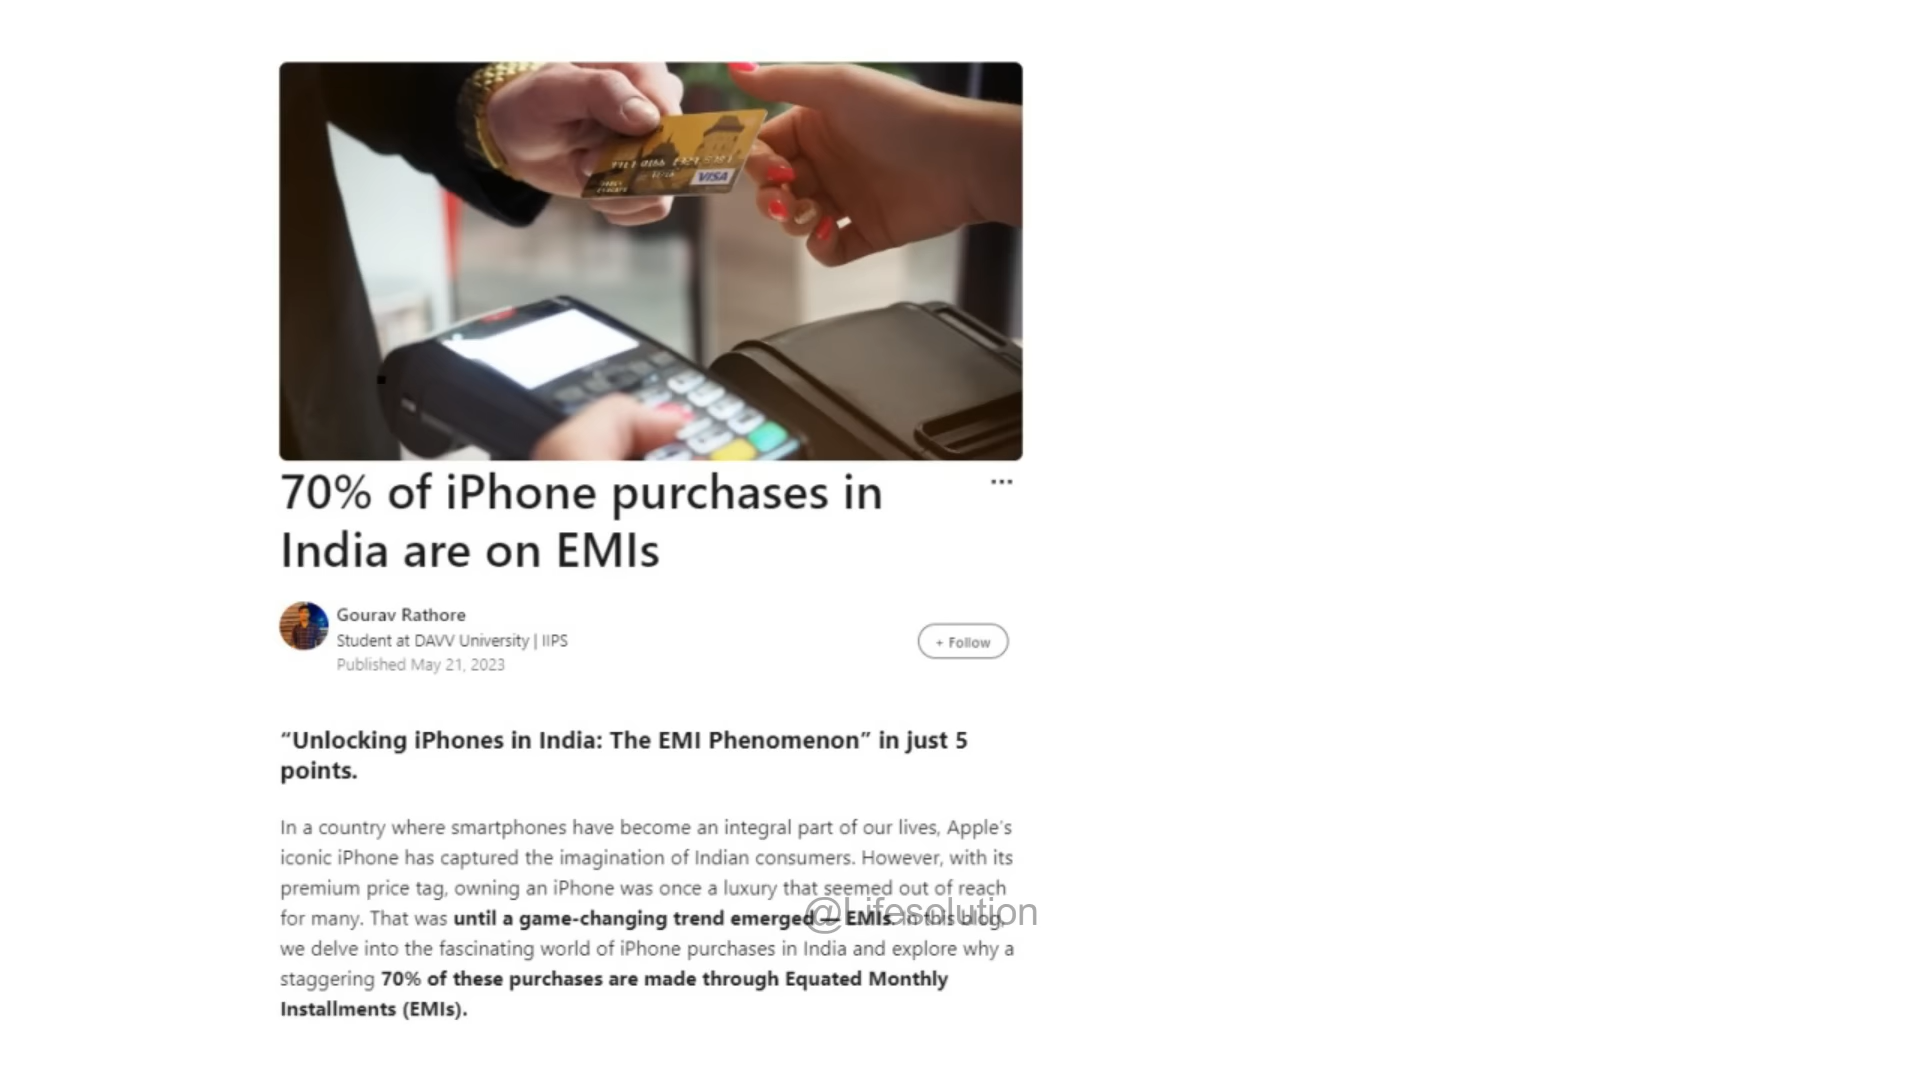 VISA
70% of iPhone purchases in
India are on EMIs
Gourav Rathore
Student at DAVV University | IIPS
Published May 21, 2023
+ Follow
“Unlocking iPhones in India: The EMI Phenomenon” in just 5
points.
In a country where smartphones have become an integral part of our lives, Apple's
iconic iPhone has captured the imagination of Indian consumers. However, with its
premium price tag, owning an iPhone was once a luxury that seemed out of reach
for many. That was until a game-changing trend emerged — EMIs. In this blog,
@Lifesolution
we delve into the fascinating world of iPhone purchases in India and explore why a
staggering 70% of these purchases are made through Equated Monthly
Installments (EMIs).